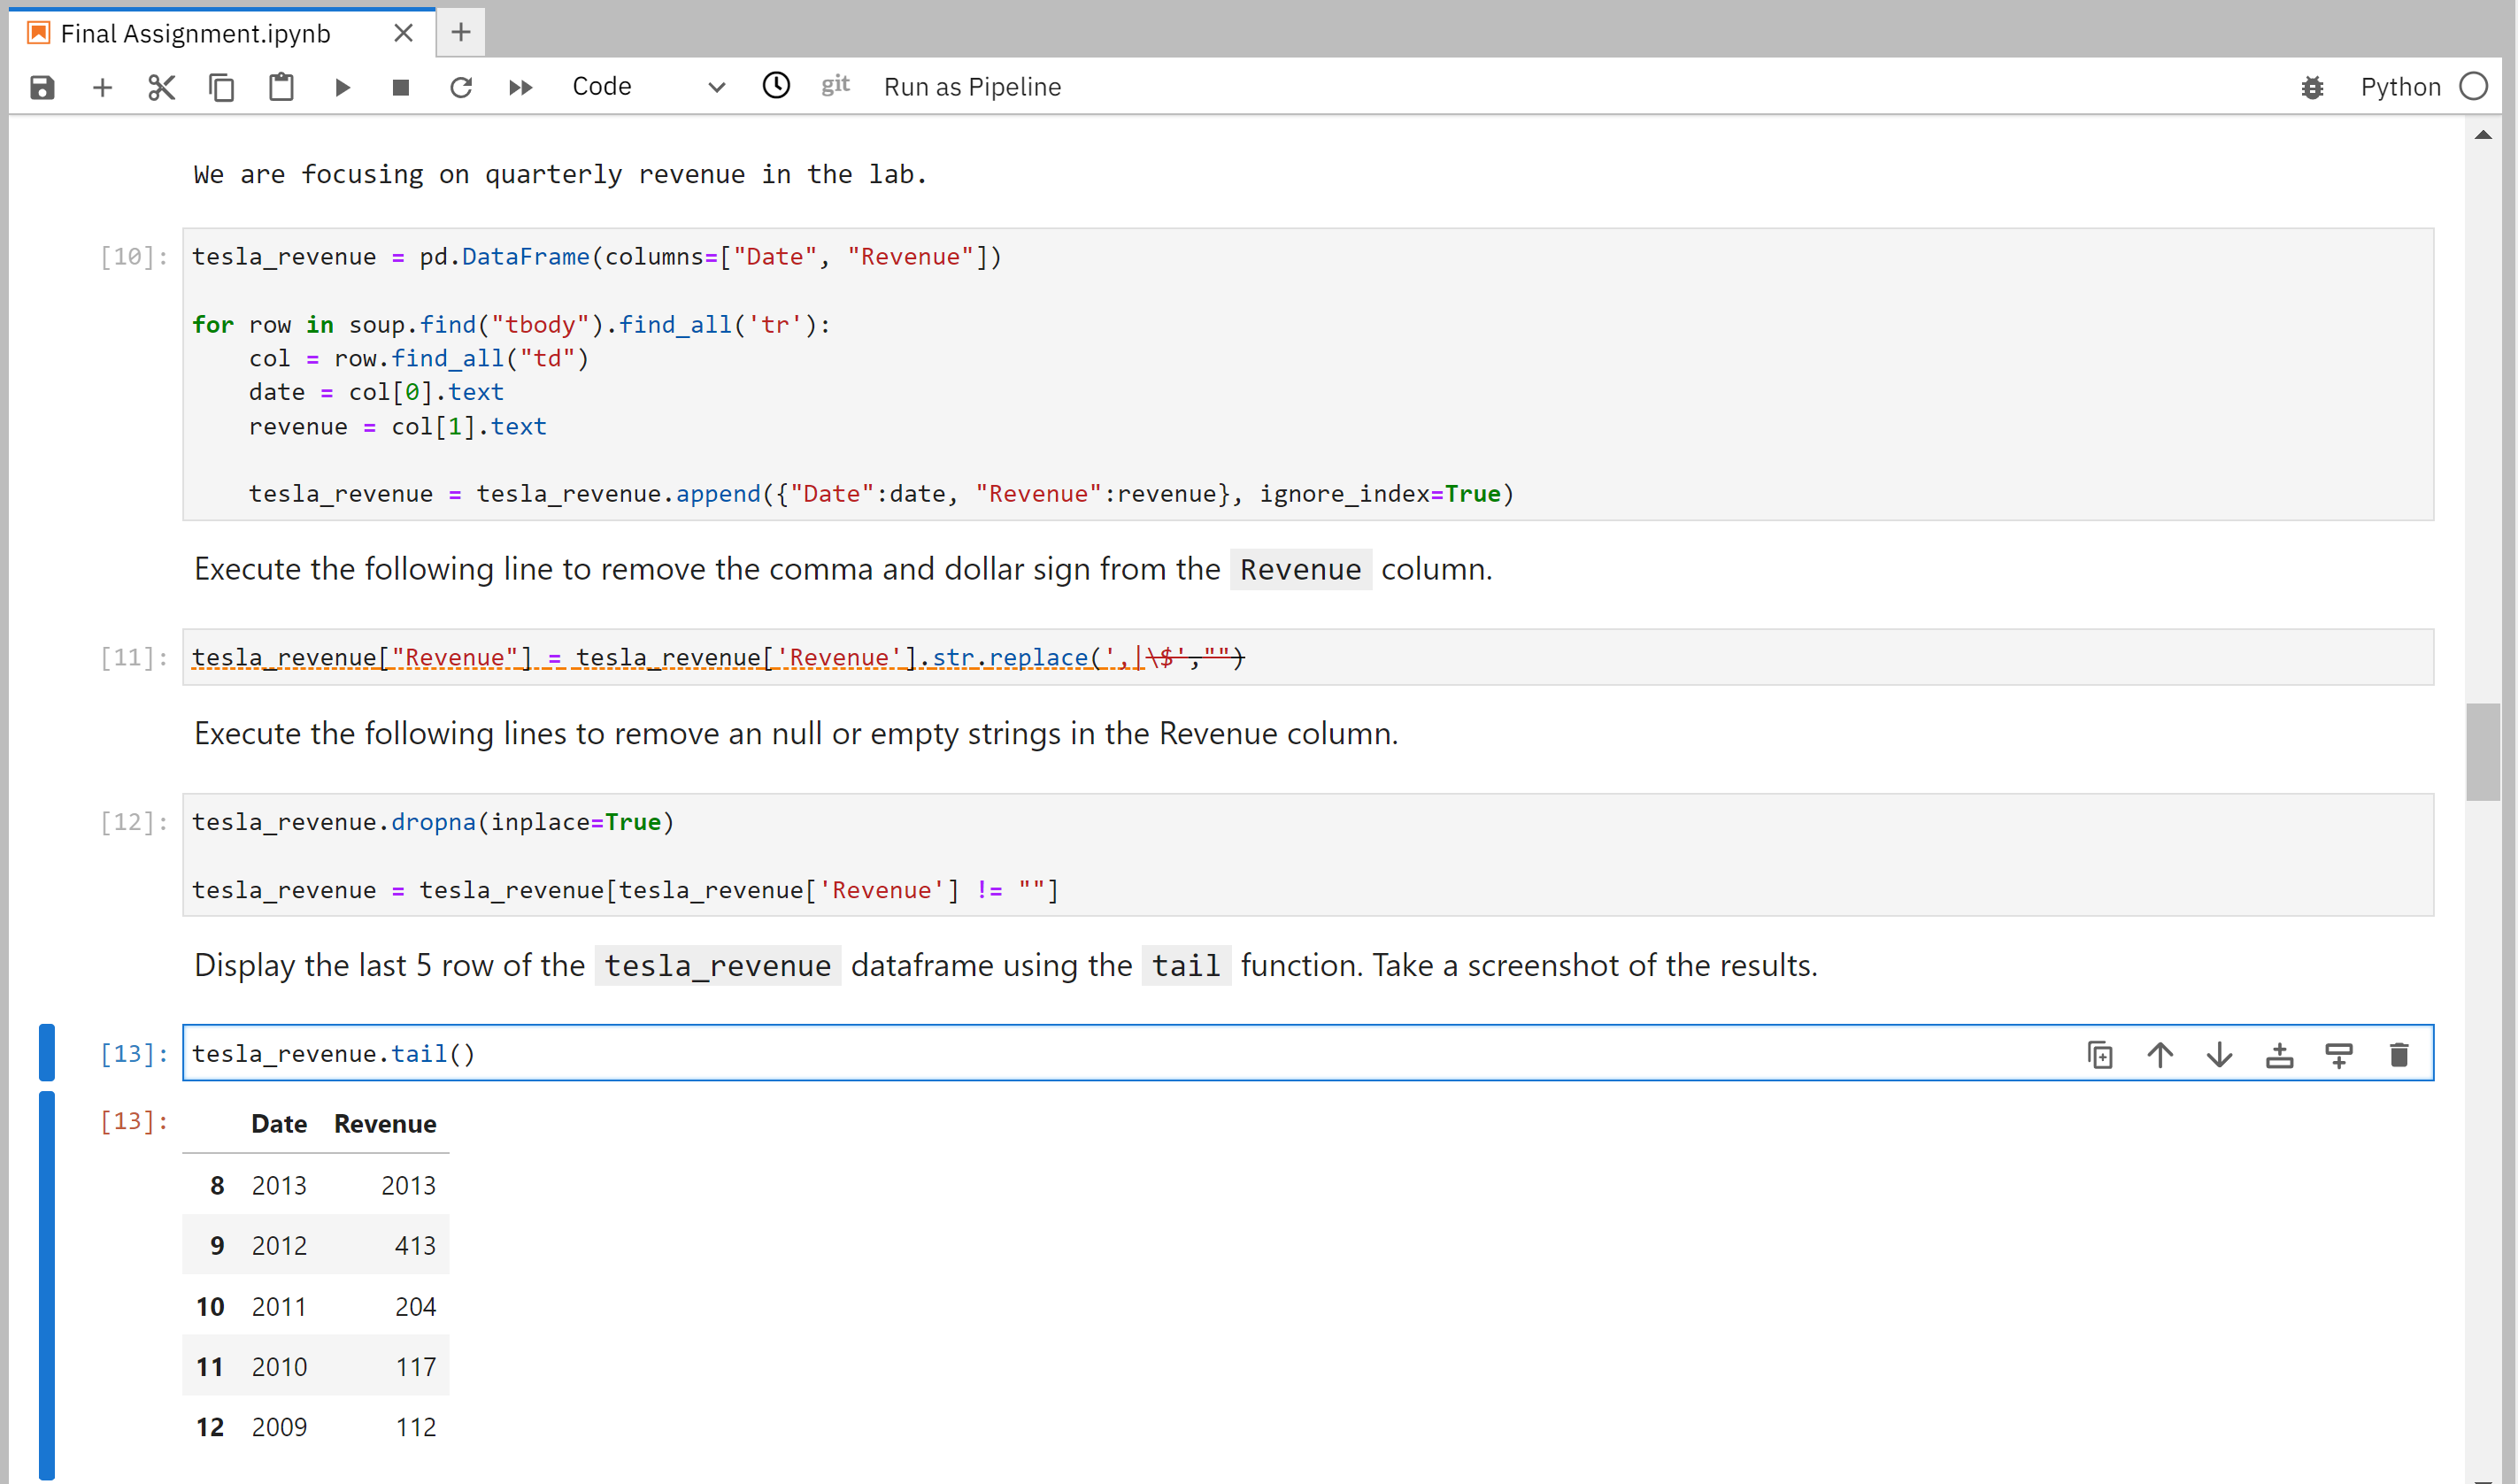 Final Assignment.ipynb
Code git Run as Pipeline Python
We are focusing on quarterly revenue in the lab.
[10]: tesla_revenue = pd.DataFrame(columns=["Date", "Revenue"])
for row in soup.find("tbody").find_all('tr'):
    col = row.find_all("td")
    date = col[0].text
    revenue = col[1].text
    tesla_revenue = tesla_revenue.append({"Date":date, "Revenue":revenue}, ignore_index=True)
Execute the following line to remove the comma and dollar sign from the Revenue column.
[11]: tesla_revenue["Revenue"] = tesla_revenue['Revenue'].str.replace(',|\$',"")
Execute the following lines to remove an null or empty strings in the Revenue column.
[12]: tesla_revenue.dropna(inplace=True)
tesla_revenue = tesla_revenue[tesla_revenue['Revenue'] != ""]
Display the last 5 row of the tesla_revenue dataframe using the tail function. Take a screenshot of the results.
[13]: tesla_revenue.tail()
[13]: Date Revenue
8 2013 2013
9 2012 413
10 2011 204
11 2010 117
12 2009 112